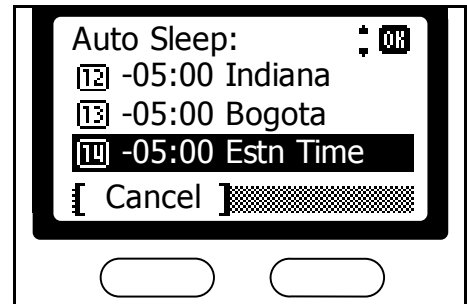 Auto Sleep: OK
12 -05:00 Indiana
13 -05:00 Bogota
14 -05:00 Estn Time
[ Cancel ]